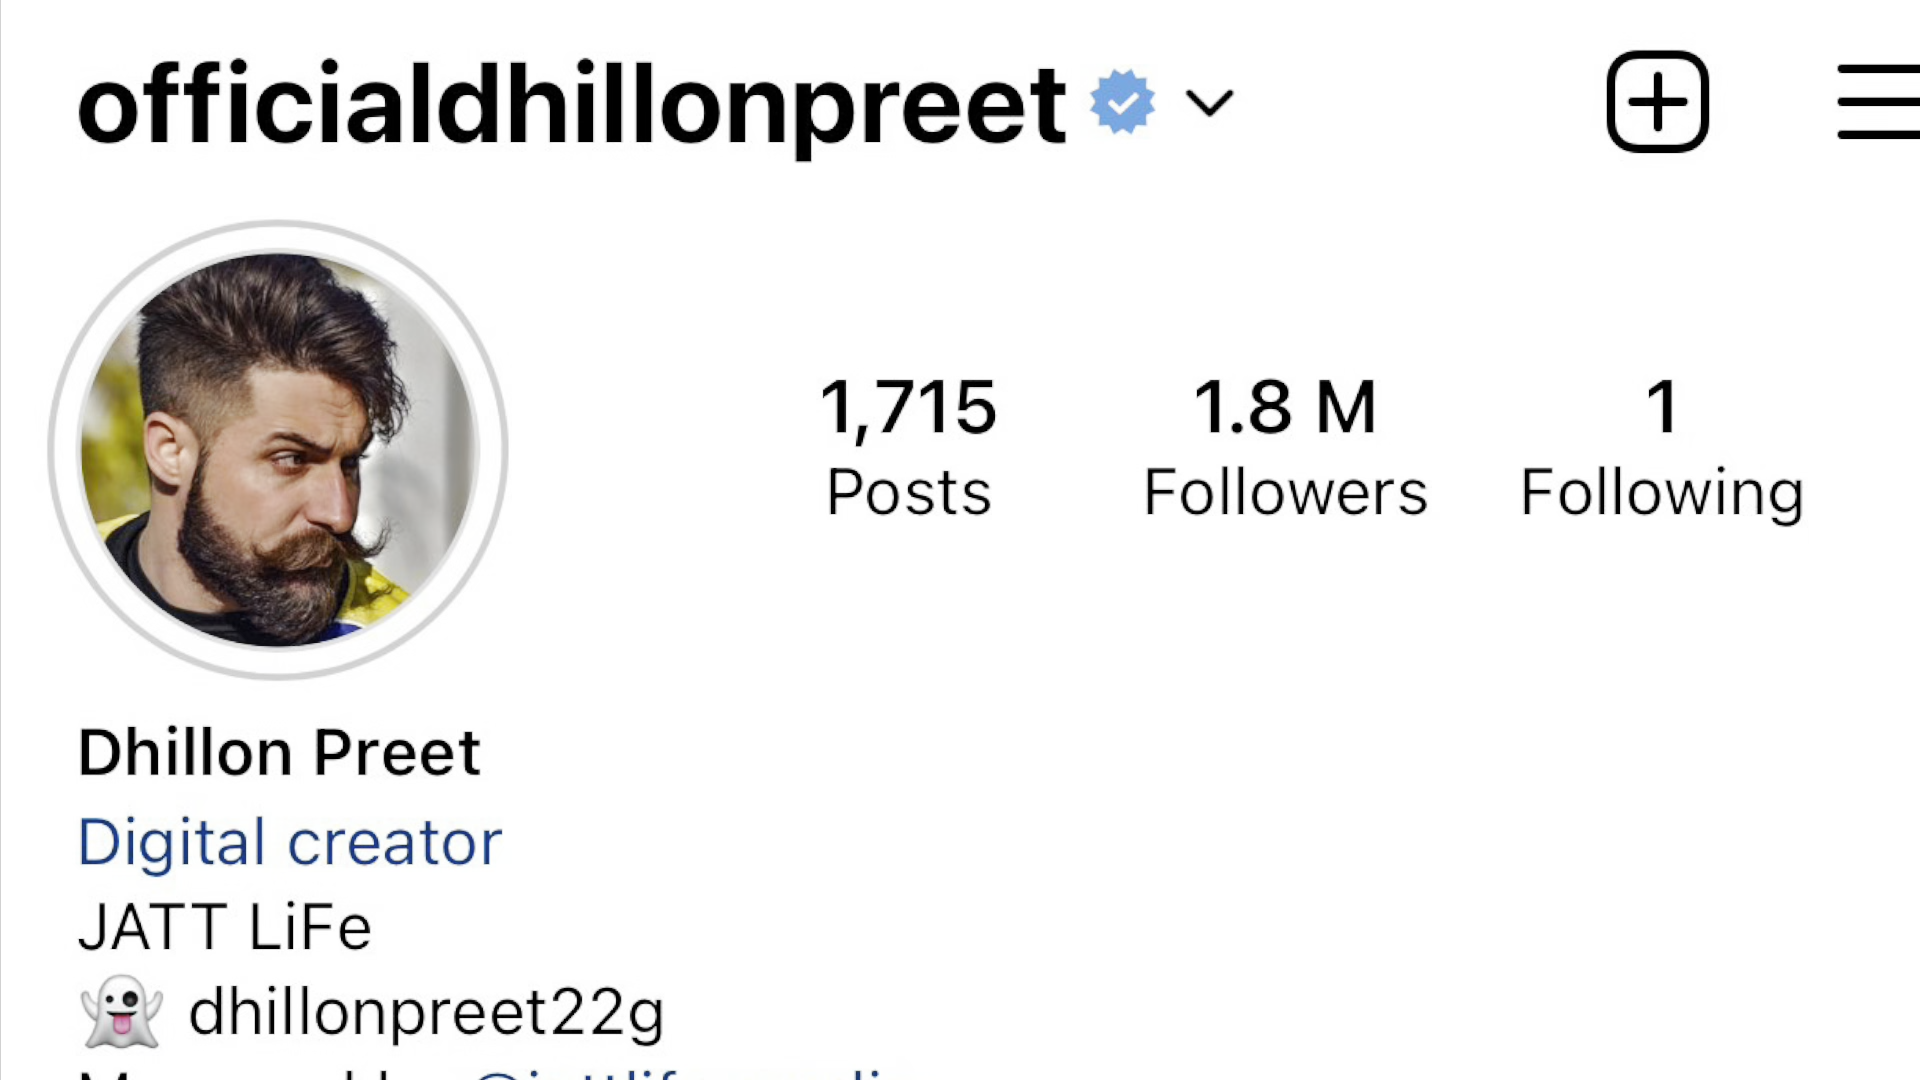 officialdhillonpreet
1,715 1.8 M 1
Posts Followers Following
Dhillon Preet
Digital creator
JATT LiFe
👻 dhillonpreet22g